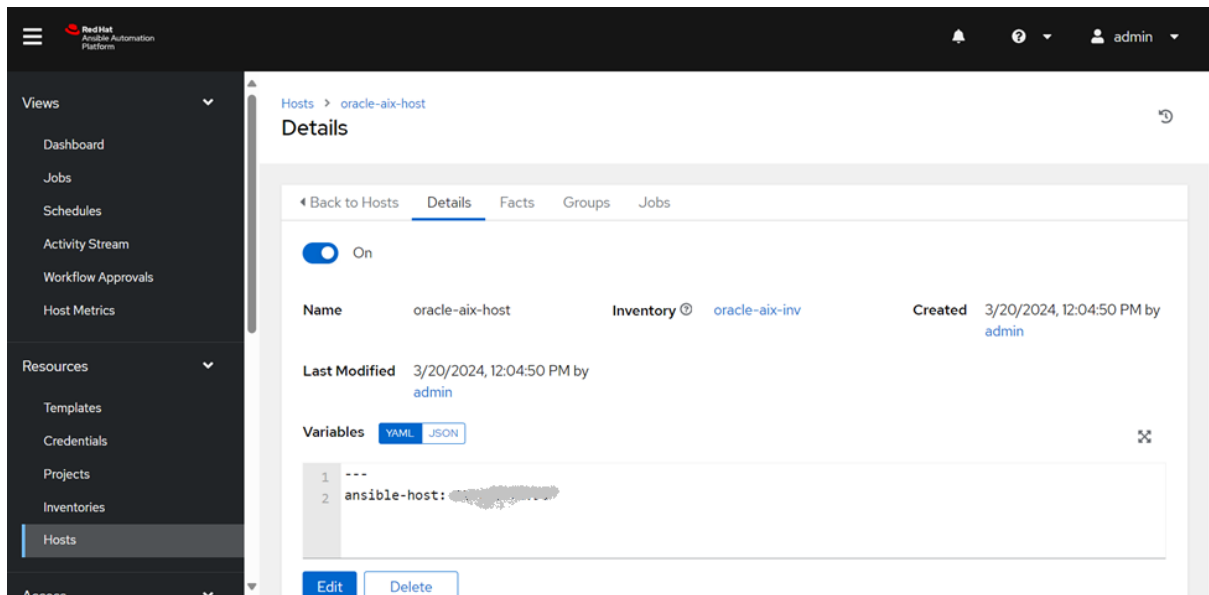 Red Hat
Ansible Automation
Platform
admin
Views
Dashboard
Jobs
Schedules
Activity Stream
Workflow Approvals
Host Metrics
Resources
Templates
Credentials
Projects
Inventories
Hosts
Hosts > oracle-aix-host
Details
Back to Hosts Details Facts Groups Jobs
On
Name oracle-aix-host Inventory oracle-aix-inv Created 3/20/2024, 12:04:50 PM by
admin
Last Modified 3/20/2024, 12:04:50 PM by
admin
Variables YAML JSON
1 ---
2 ansible-host:
Edit Delete